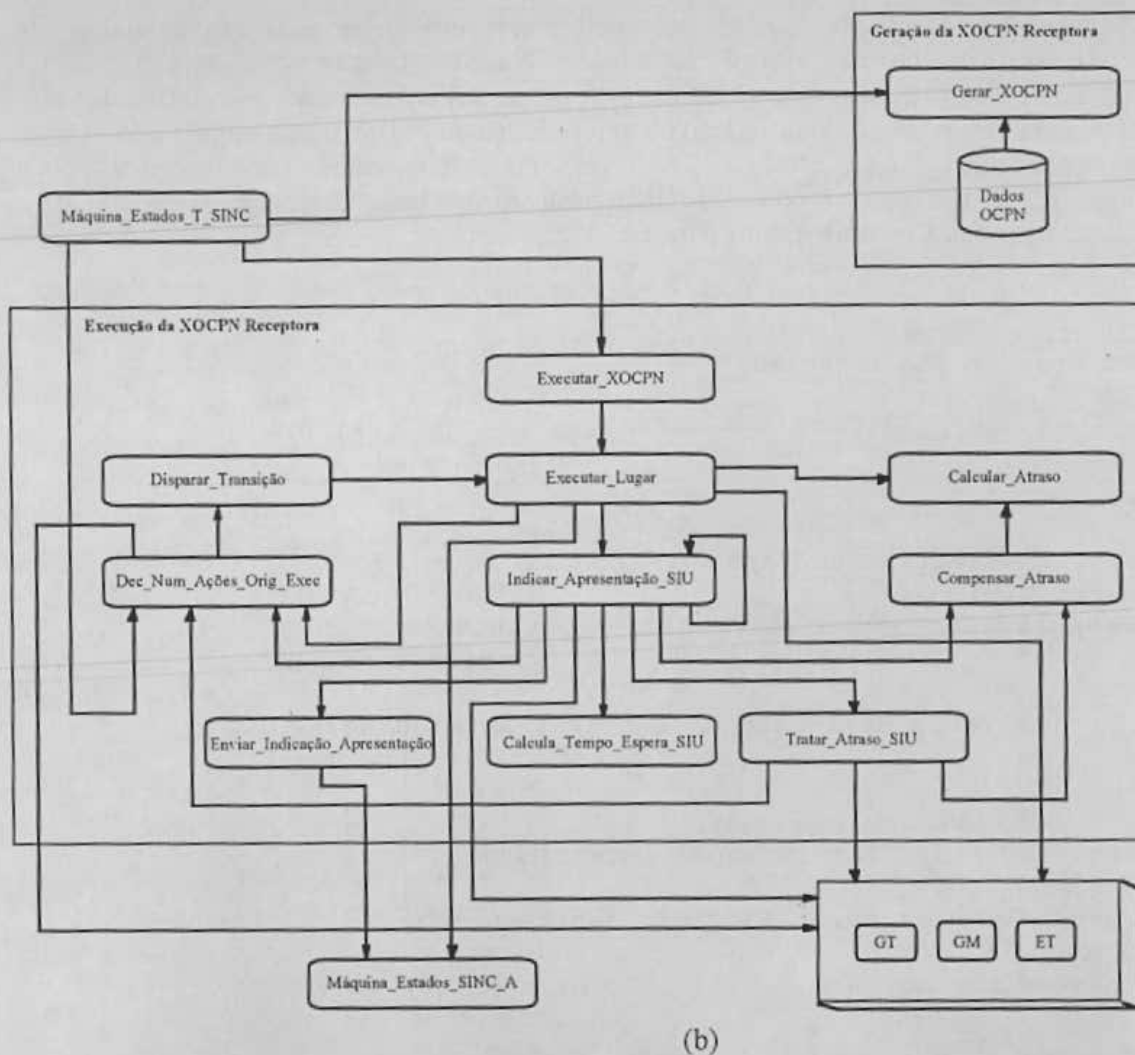 Geração da XOCPN Receptora
Gerar_XOCPN
Dados
OCPN
Máquina_Estados_T_SINC
Execução da XOCPN Receptora
Executar_XOCPN
Disparar_Transição
Executar_Lugar
Calcular_Atraso
Dec_Num_Ações_Orig_Exec
Indicar_Apresentação_SIU
Compensar_Atraso
Enviar_Indicação_Apresentação
Calcula_Tempo_Espera_SIU
Tratar_Atraso_SIU
GT
GM
ET
Máquina_Estados_SINC_A
(b)